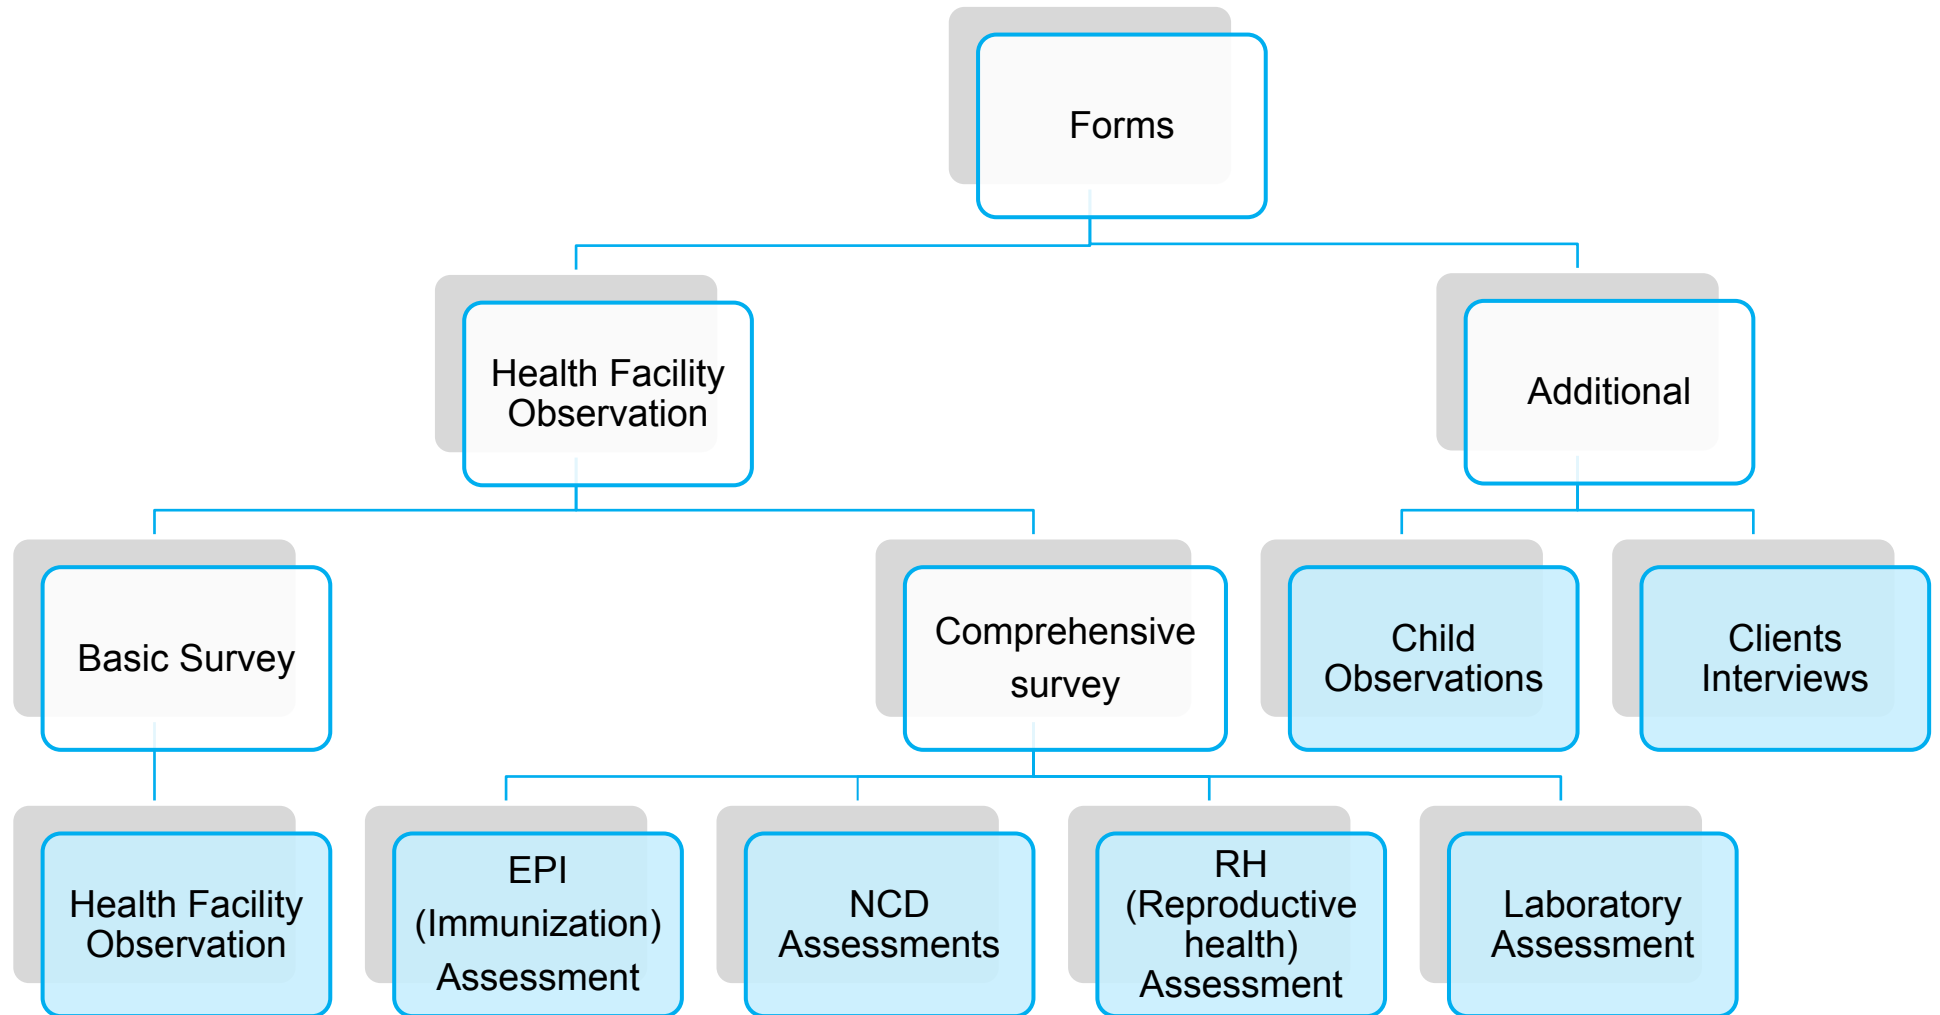 Forms
Health Facility
Observation
Additional
Basic Survey
Comprehensive
survey
Child
Observations
Clients
Interviews
Health Facility
Observation
EPI
(Immunization)
Assessment
NCD
Assessments
RH
(Reproductive
health)
Assessment
Laboratory
Assessment